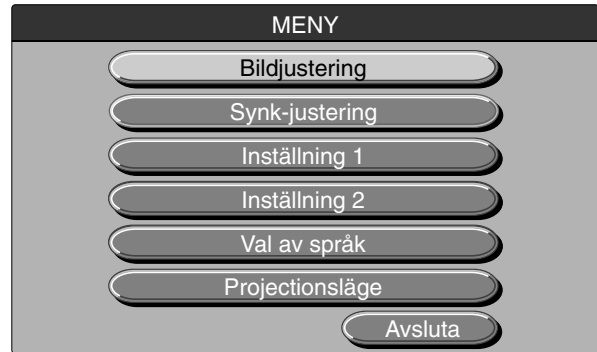 MENY
Bildjustering
Synk-justering
Inställning 1
Inställning 2
Val av språk
Projectionsläge
Avsluta